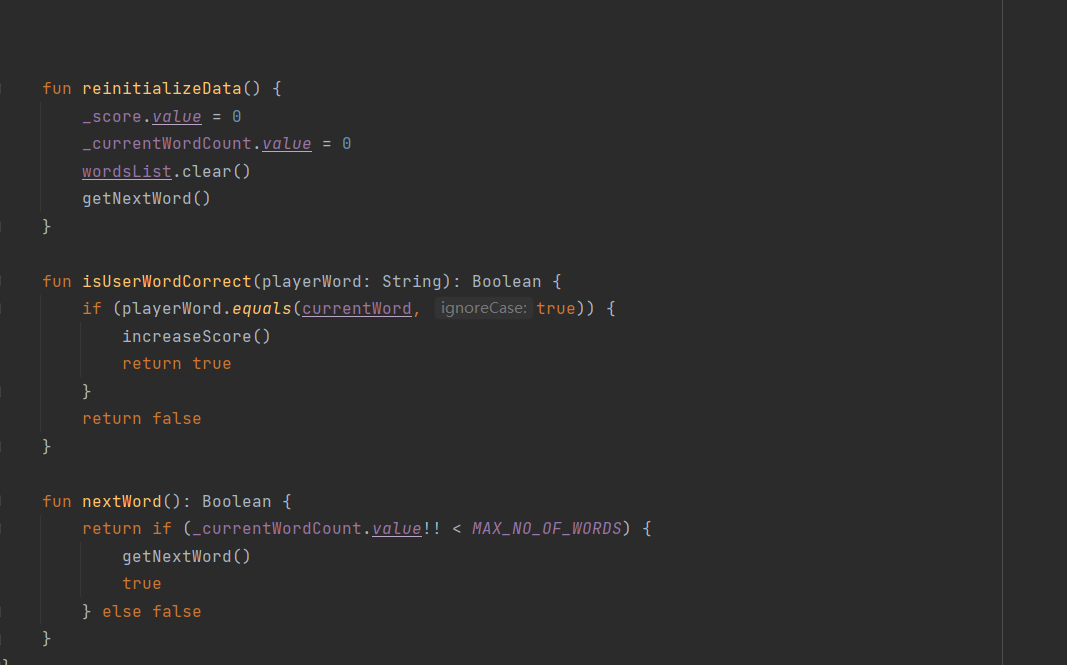 fun reinitializeData() {
_score.value = 0
_currentWordCount.value = 0
wordsList.clear()
getNextWord()
}
fun isUserWordCorrect(playerWord: String): Boolean {
if (playerWord.equals(currentWord, ignoreCase: true)) {
increaseScore()
return true
}
return false
}
fun nextWord(): Boolean {
return if (_currentWordCount.value!! < MAX_NO_OF_WORDS) {
getNextWord()
true
} else false
}
}